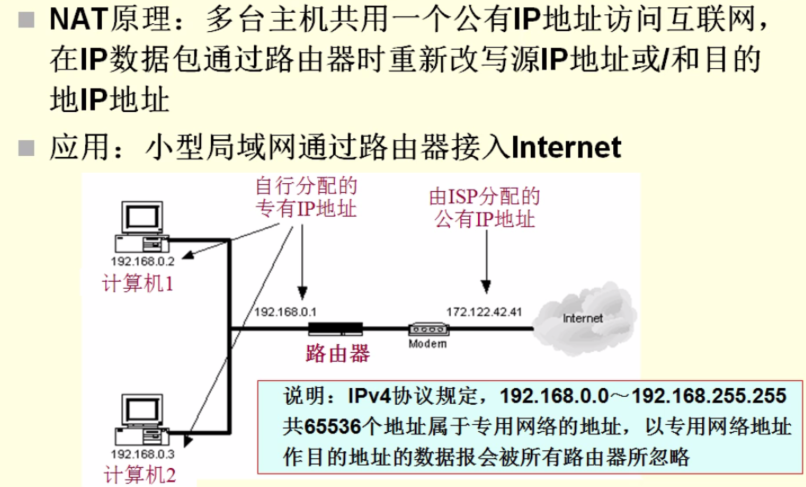 NAT原理：多台主机共用一个公有IP地址访问互联网，
在IP数据包通过路由器时重新改写源IP地址或/和目的
地IP地址
应用：小型局域网通过路由器接入Internet
自行分配的
专有IP地址
由ISP分配的
公有IP地址
192.168.0.2
计算机1
192.168.0.1
172.122.42.41
Internet
Modem
路由器
说明：IPv4协议规定，192.168.0.0～192.168.255.255
共65536个地址属于专用网络的地址，以专用网络地址
作目的地址的数据报会被所有路由器所忽略
192.168.0.3
计算机2